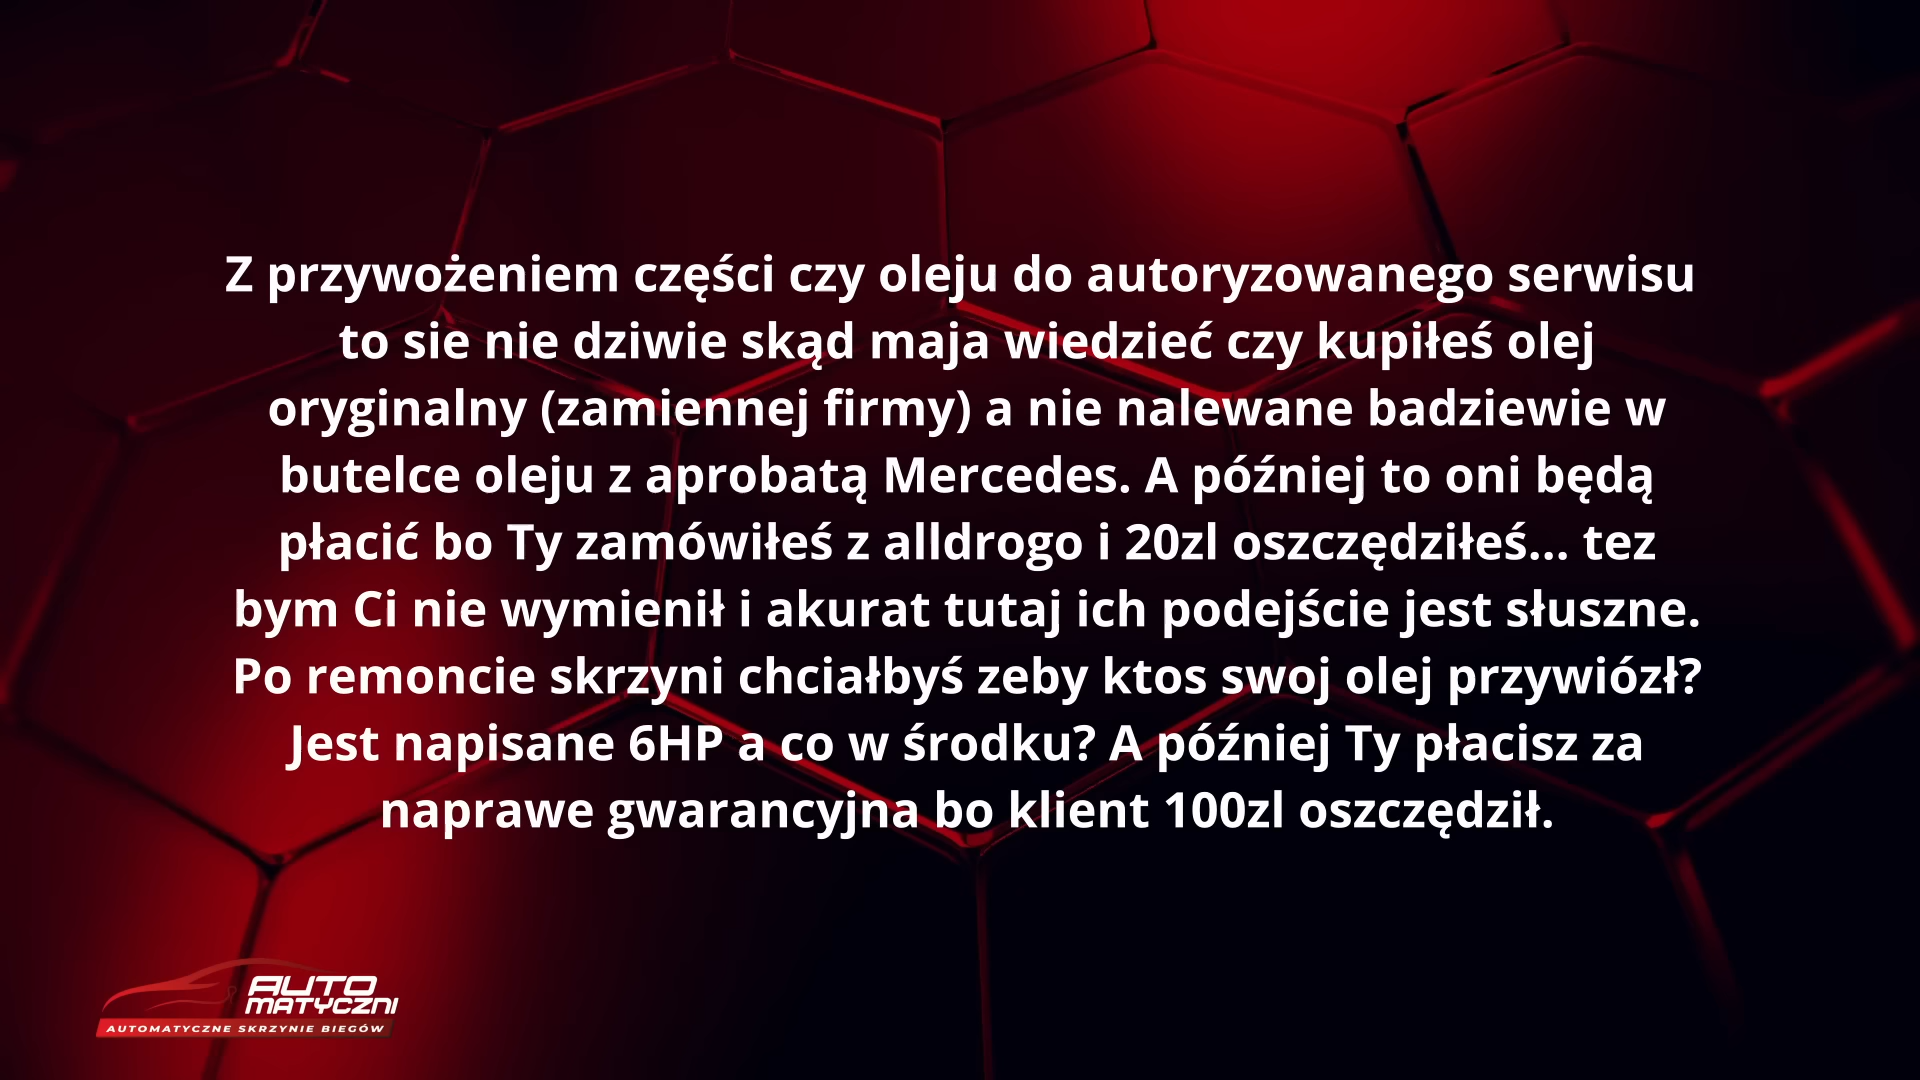 Z przywożeniem części czy oleju do autoryzowanego serwisu
to sie nie dziwie skąd maja wiedzieć czy kupiłeś olej
oryginalny (zamiennej firmy) a nie nalewane badziewie w
butelce oleju z aprobatą Mercedes. A później to oni będą
płacić bo Ty zamówiłeś z alldrogo i 20zl oszczędziłeś... tez
bym Ci nie wymienił i akurat tutaj ich podejście jest słuszne.
Po remoncie skrzyni chciałbyś zeby ktos swoj olej przywiózł?
Jest napisane 6HP a co w środku? A później Ty płacisz za
naprawe gwarancyjna bo klient 100zl oszczędził.
AUTO
MATYCZNI
AUTOMATYCZNE SKRZYNIE BIEGÓW